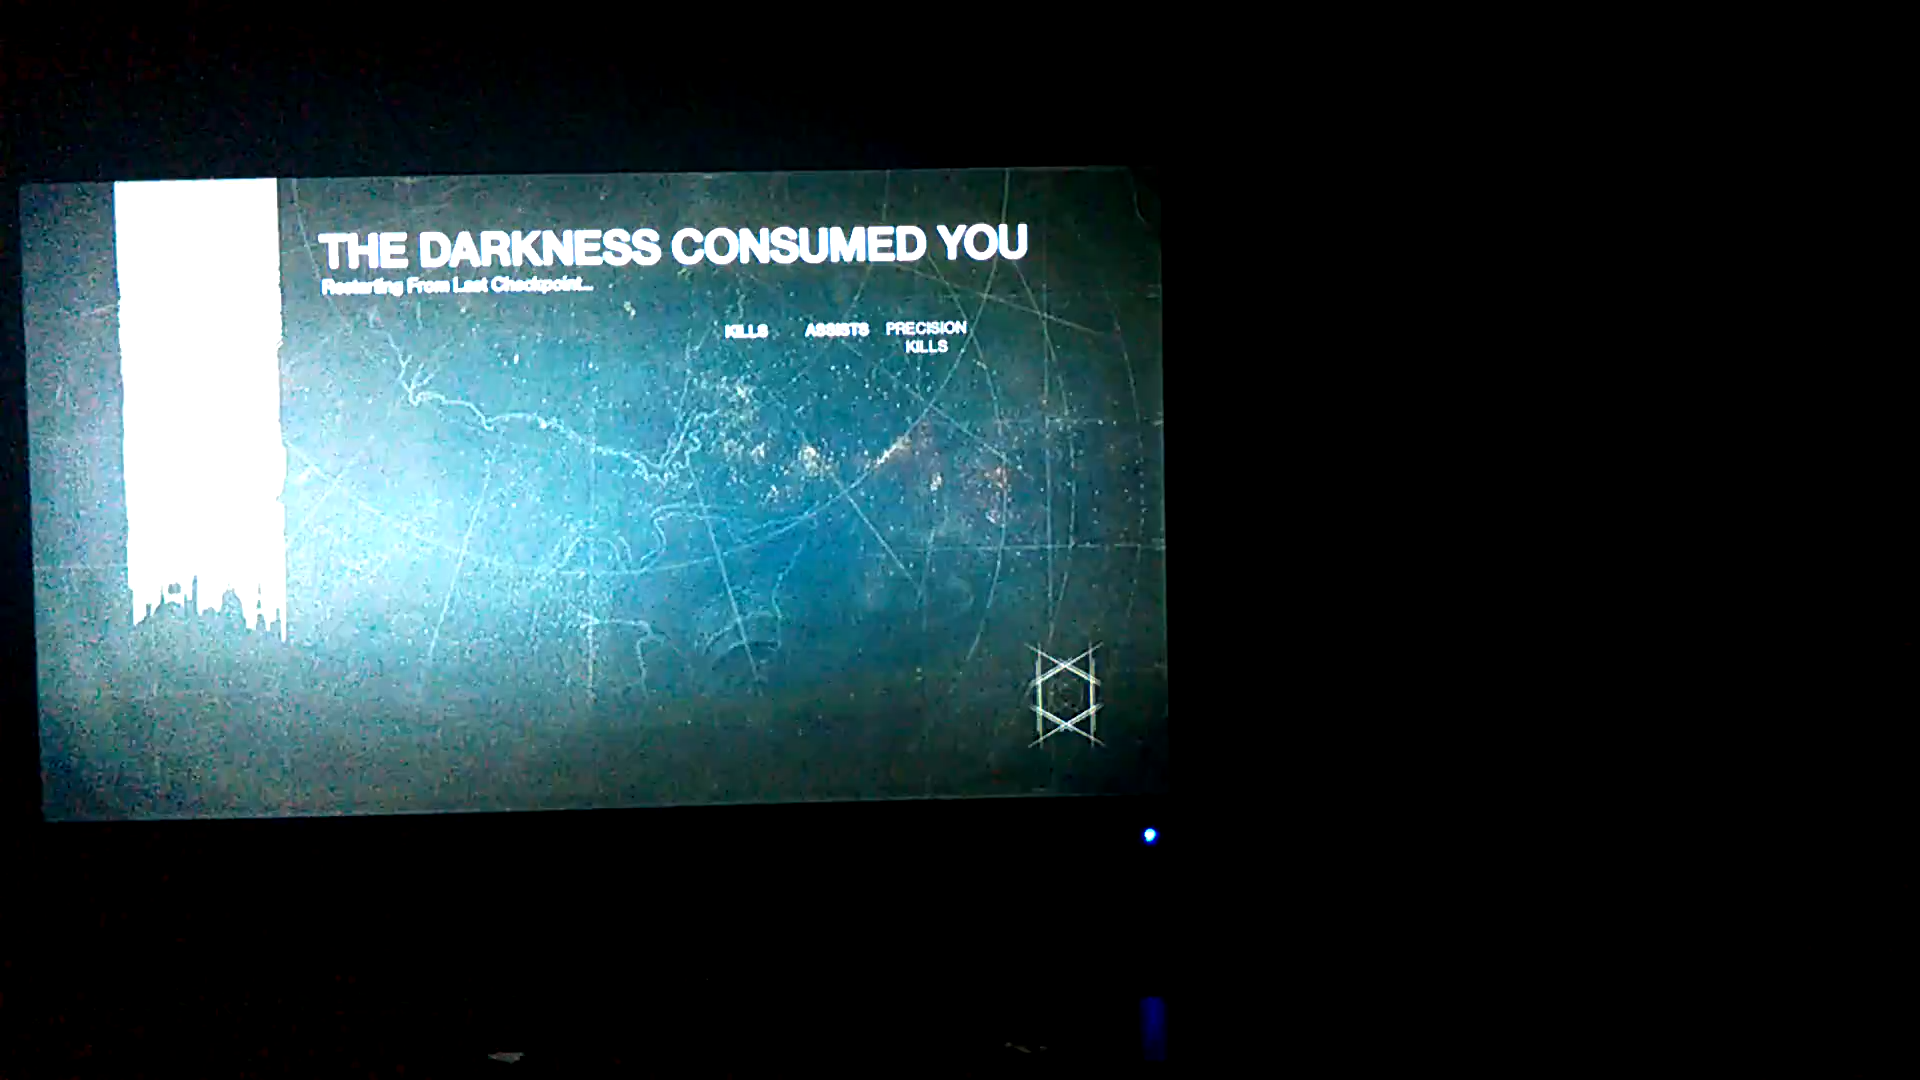 THE DARKNESS CONSUMED YOU
Restarting From Last Checkpoint...
KILLS ASSISTS PRECISION
KILLS